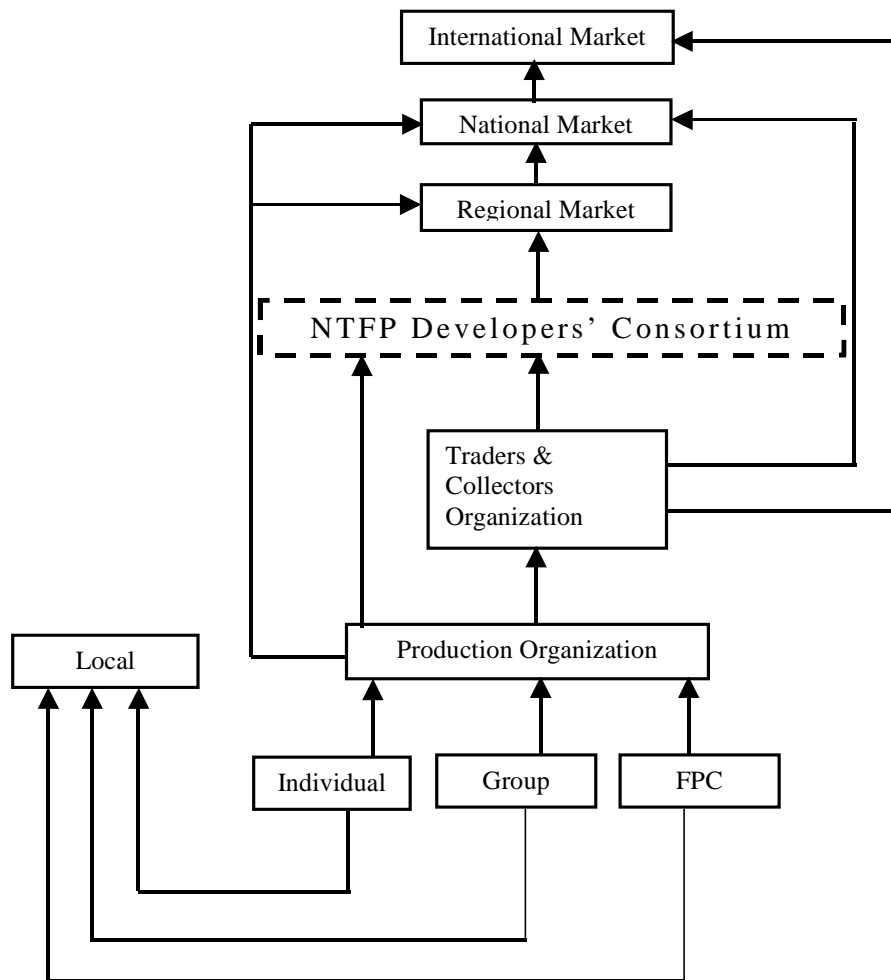 International Market
National Market
Regional Market
NTFP Developers’ Consortium
Traders &
Collectors
Organization
Production Organization
Local
Individual
Group
FPC